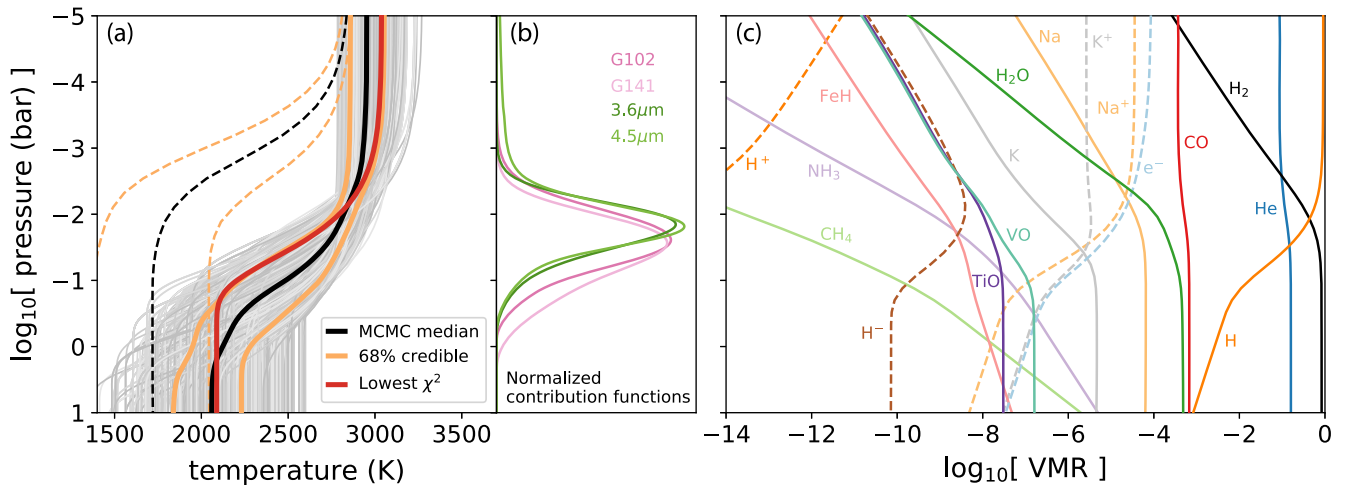 (a)
(b)
(c)
G102
G141
3.6μm
4.5μm
Normalized
contribution functions
MCMC median
68% credible
Lowest χ²
log₁₀[ pressure (bar) ]
−5
−4
−3
−2
−1
0
1
1500
2000
2500
3000
3500
temperature (K)
H⁺
FeH
NH₃
CH₄
H⁻
TiO
VO
K
H₂O
Na
K⁺
Na⁺
e⁻
CO
H₂
He
H
−14
−12
−10
−8
−6
−4
−2
0
log₁₀[ VMR ]